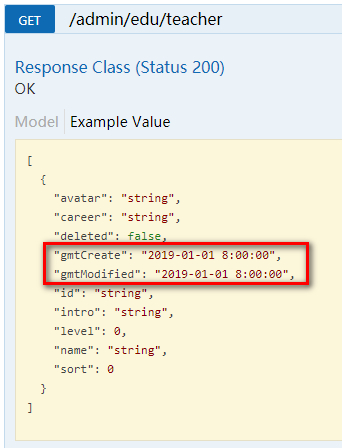 GET /admin/edu/teacher
Response Class (Status 200)
OK
Model Example Value
[
{
"avatar": "string",
"career": "string",
"deleted": false,
"gmtCreate": "2019-01-01 8:00:00",
"gmtModified": "2019-01-01 8:00:00",
"id": "string",
"intro": "string",
"level": 0,
"name": "string",
"sort": 0
}
]